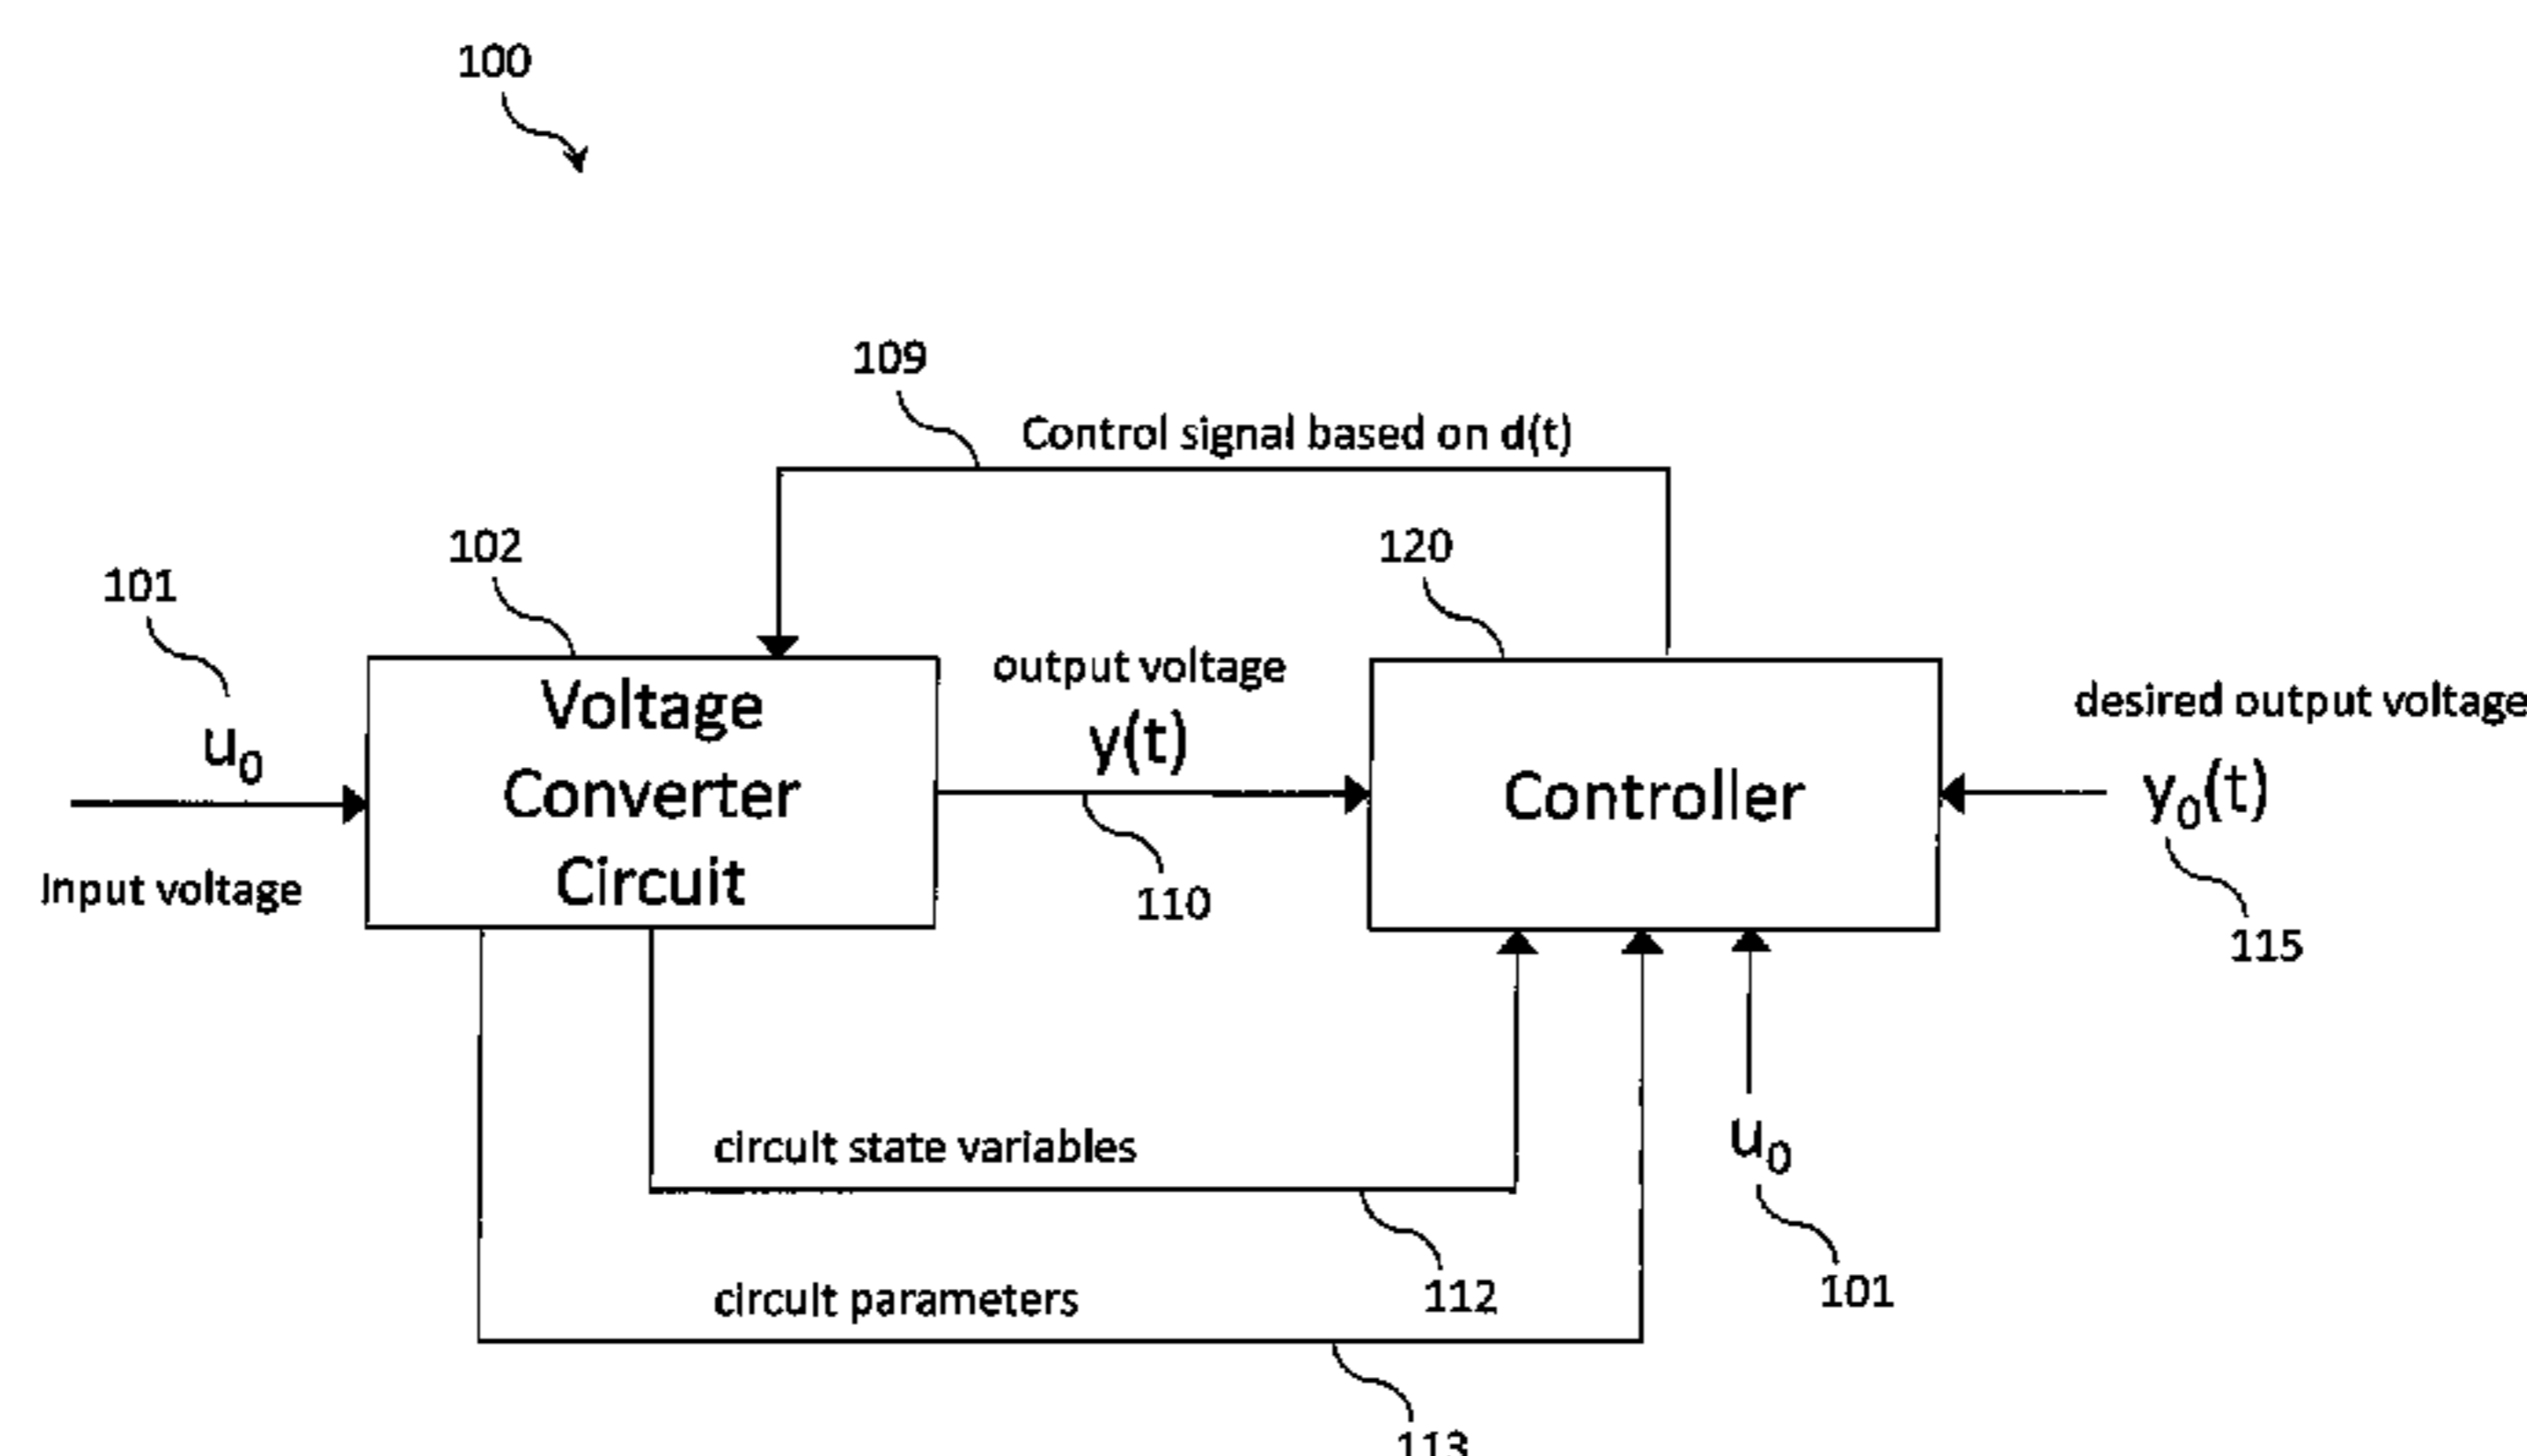 100
109
Control signal based on d(t)
101
102
120
u₀
Input voltage
Voltage
Converter
Circuit
output voltage
y(t)
110
Controller
desired output voltage
y₀(t)
115
circuit state variables
112
u₀
101
circuit parameters
113